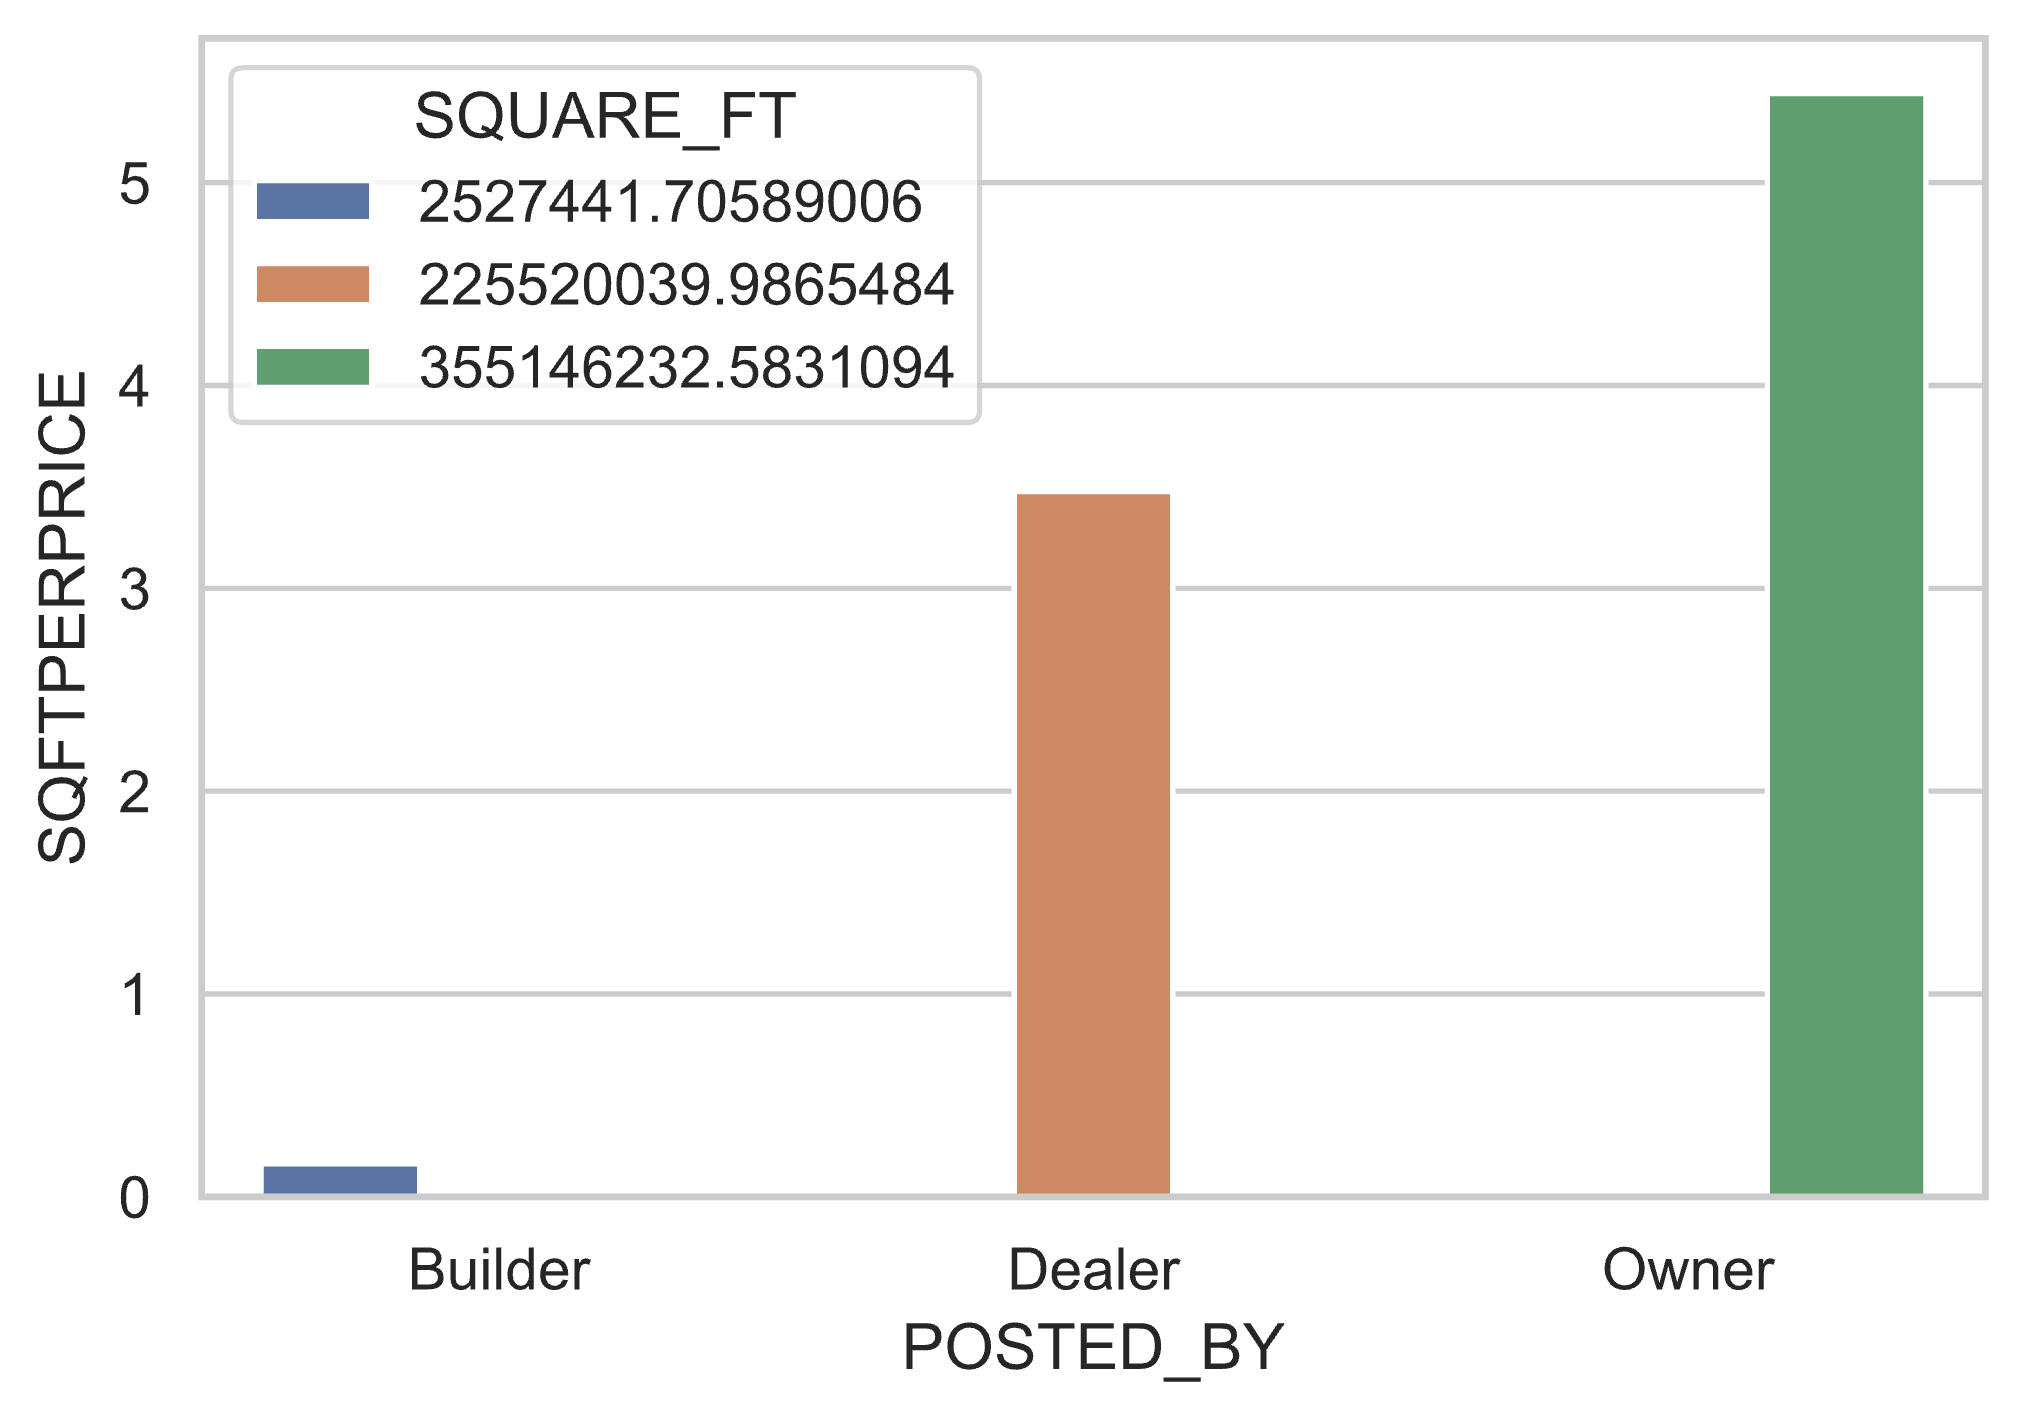 SQUARE_FT
2527441.70589006
225520039.9865484
355146232.5831094
SQFTPERPRICE
5
4
3
2
1
0
Builder Dealer Owner
POSTED_BY